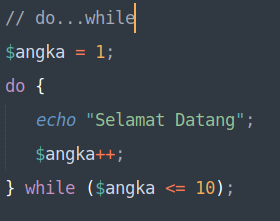 // do...while
$angka = 1;
do {
    echo "Selamat Datang";
    $angka++;
} while ($angka <= 10);